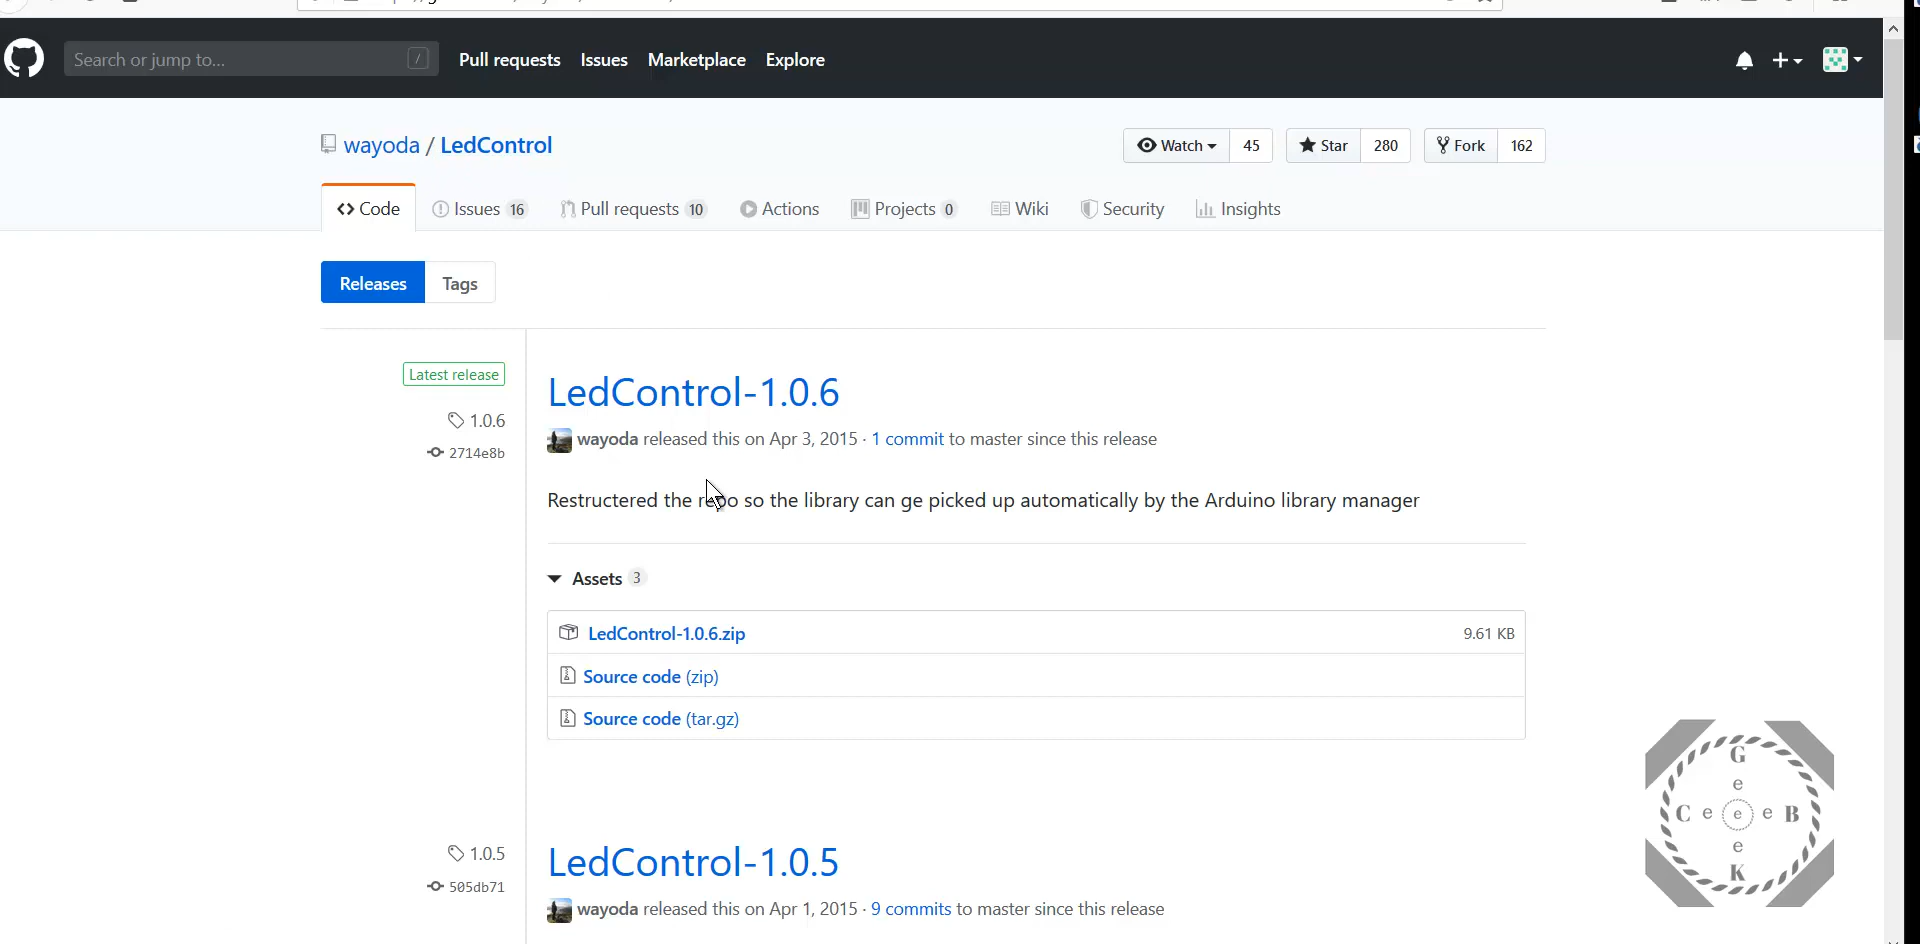 Search or jump to... /
Pull requests Issues Marketplace Explore
wayoda / LedControl
Watch 45 Star 280 Fork 162
Code Issues 16 Pull requests 10 Actions Projects 0 Wiki Security Insights
Releases Tags
Latest release
LedControl-1.0.6
1.0.6
wayoda released this on Apr 3, 2015 · 1 commit to master since this release
2714e8b
Restructered the repo so the library can ge picked up automatically by the Arduino library manager
Assets 3
LedControl-1.0.6.zip 9.61 KB
Source code (zip)
Source code (tar.gz)
G
e
C e e e B
e
K
1.0.5
LedControl-1.0.5
505db71
wayoda released this on Apr 1, 2015 · 9 commits to master since this release